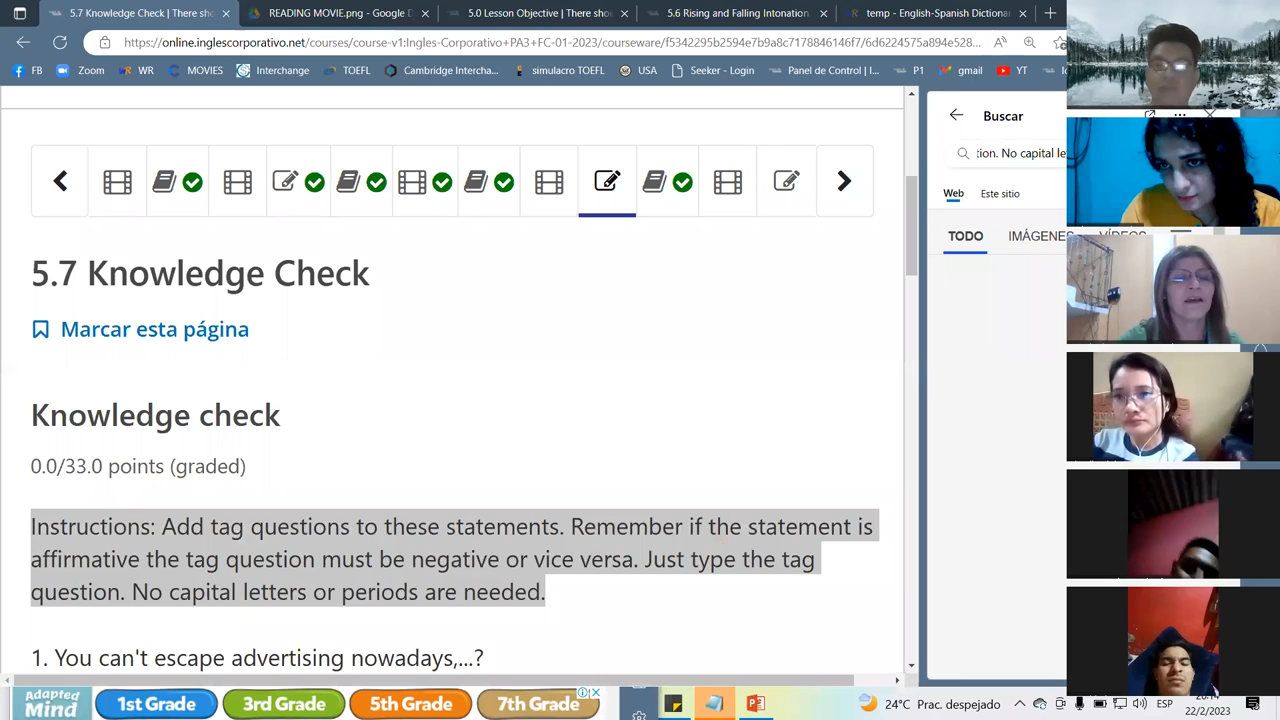 5.7 Knowledge Check | There sho
READING MOVIE.png - Google D
5.0 Lesson Objective | There shou
5.6 Rising and Falling Intonation
temp - English-Spanish Dictionar
https://online.inglescorporativo.net/courses/course-v1:Ingles-Corporativo+PA3+FC-01-2023/courseware/f5342295b2594e7b9a8c7178846146f7/6d6224575a894e528...
FB
Zoom
WR
MOVIES
Interchange
TOEFL
Cambridge Intercha...
simulacro TOEFL
USA
Seeker - Login
Panel de Control | I...
P1
gmail
YT
Buscar
tion. No capital le
Web
Este sitio
TODO
IMÁGENES
VÍDEOS
5.7 Knowledge Check
Marcar esta página
Knowledge check
0.0/33.0 points (graded)
Instructions: Add tag questions to these statements. Remember if the statement is
affirmative the tag question must be negative or vice versa. Just type the tag
question. No capital letters or periods are needed.
1. You can't escape advertising nowadays,...?
Adapted
Mind
1st Grade
3rd Grade
5th Grade
7th Grade
24°C Prac. despejado
ESP
22/2/2023